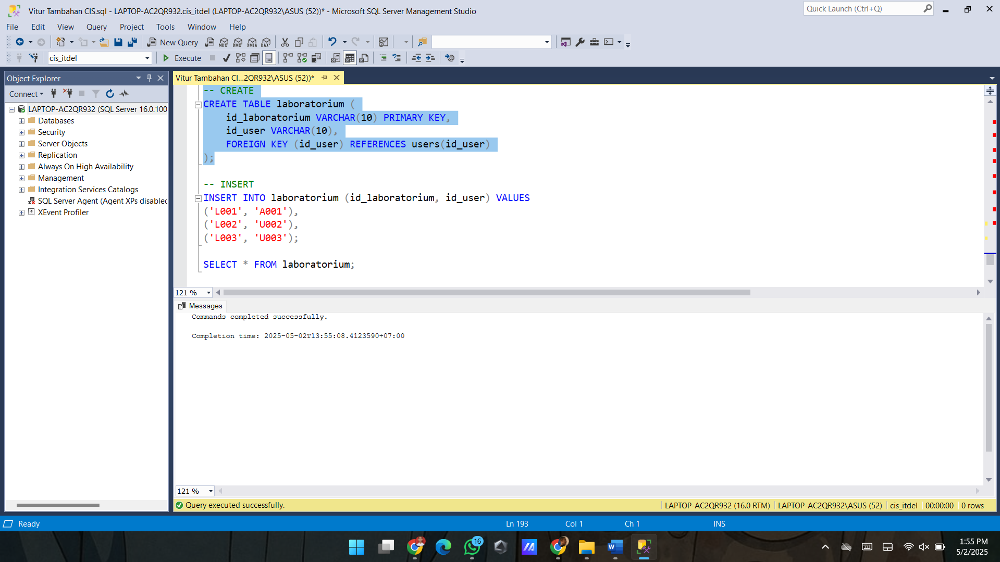 Vitur Tambahan CIS.sql - LAPTOP-AC2QR932.cis_itdel (LAPTOP-AC2QR932\ASUS (52))* - Microsoft SQL Server Management Studio
Quick Launch (Ctrl+Q)
File Edit View Query Project Tools Window Help
New Query
MDX DMX XMLA DAX
cis_itdel
Execute
Object Explorer
Connect
LAPTOP-AC2QR932 (SQL Server 16.0.100
Databases
Security
Server Objects
Replication
Always On High Availability
Management
Integration Services Catalogs
SQL Server Agent (Agent XPs disablec
XEvent Profiler
Vitur Tambahan CI...2QR932\ASUS (52))*
-- CREATE
CREATE TABLE laboratorium (
id_laboratorium VARCHAR(10) PRIMARY KEY,
id_user VARCHAR(10),
FOREIGN KEY (id_user) REFERENCES users(id_user)
);
-- INSERT
INSERT INTO laboratorium (id_laboratorium, id_user) VALUES
('L001', 'A001'),
('L002', 'U002'),
('L003', 'U003');
SELECT * FROM laboratorium;
121 %
Messages
Commands completed successfully.
Completion time: 2025-05-02T13:55:08.4123590+07:00
121 %
Query executed successfully.
LAPTOP-AC2QR932 (16.0 RTM) LAPTOP-AC2QR932\ASUS (52) cis_itdel 00:00:00 0 rows
Ready
Ln 193 Col 1 Ch 1 INS
16
1:55 PM
5/2/2025